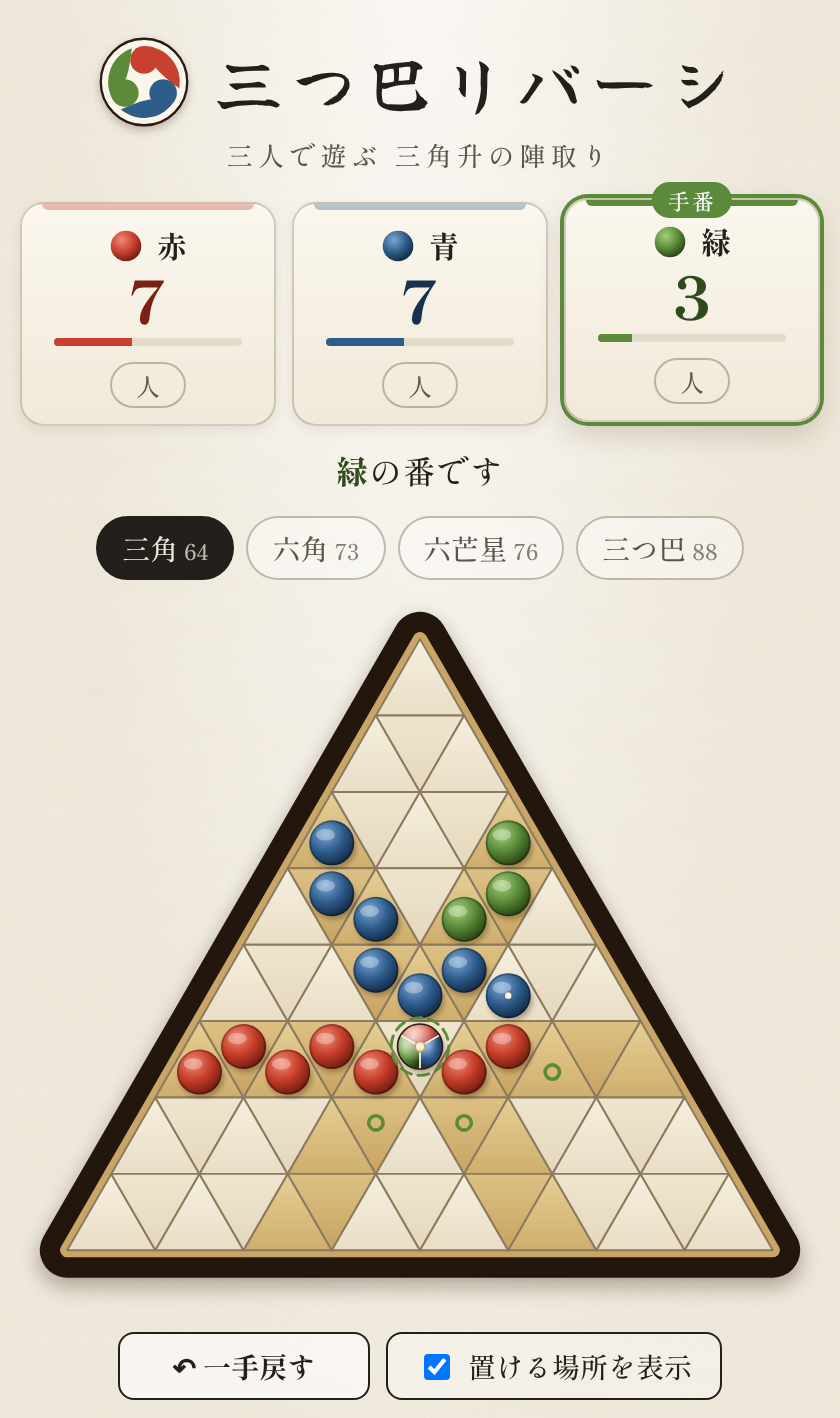 三つ巴リバーシ
三人で遊ぶ 三角升の陣取り
手番
赤
青
緑
7
7
3
人
人
人
緑の番です
三角 64
六角 73
六芒星 76
三つ巴 88
↶ 一手戻す
置ける場所を表示